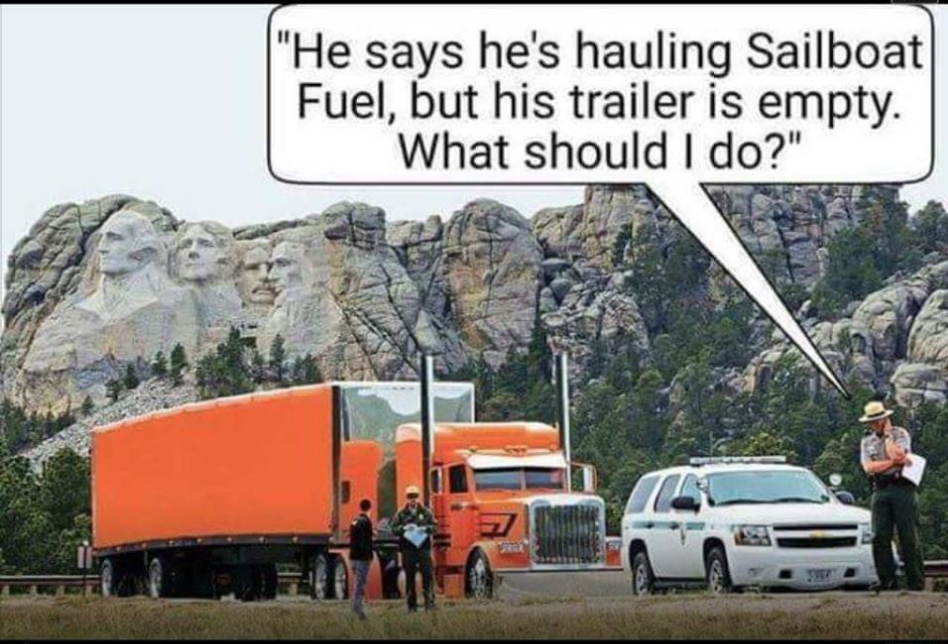 "He says he's hauling Sailboat
Fuel, but his trailer is empty.
What should I do?"